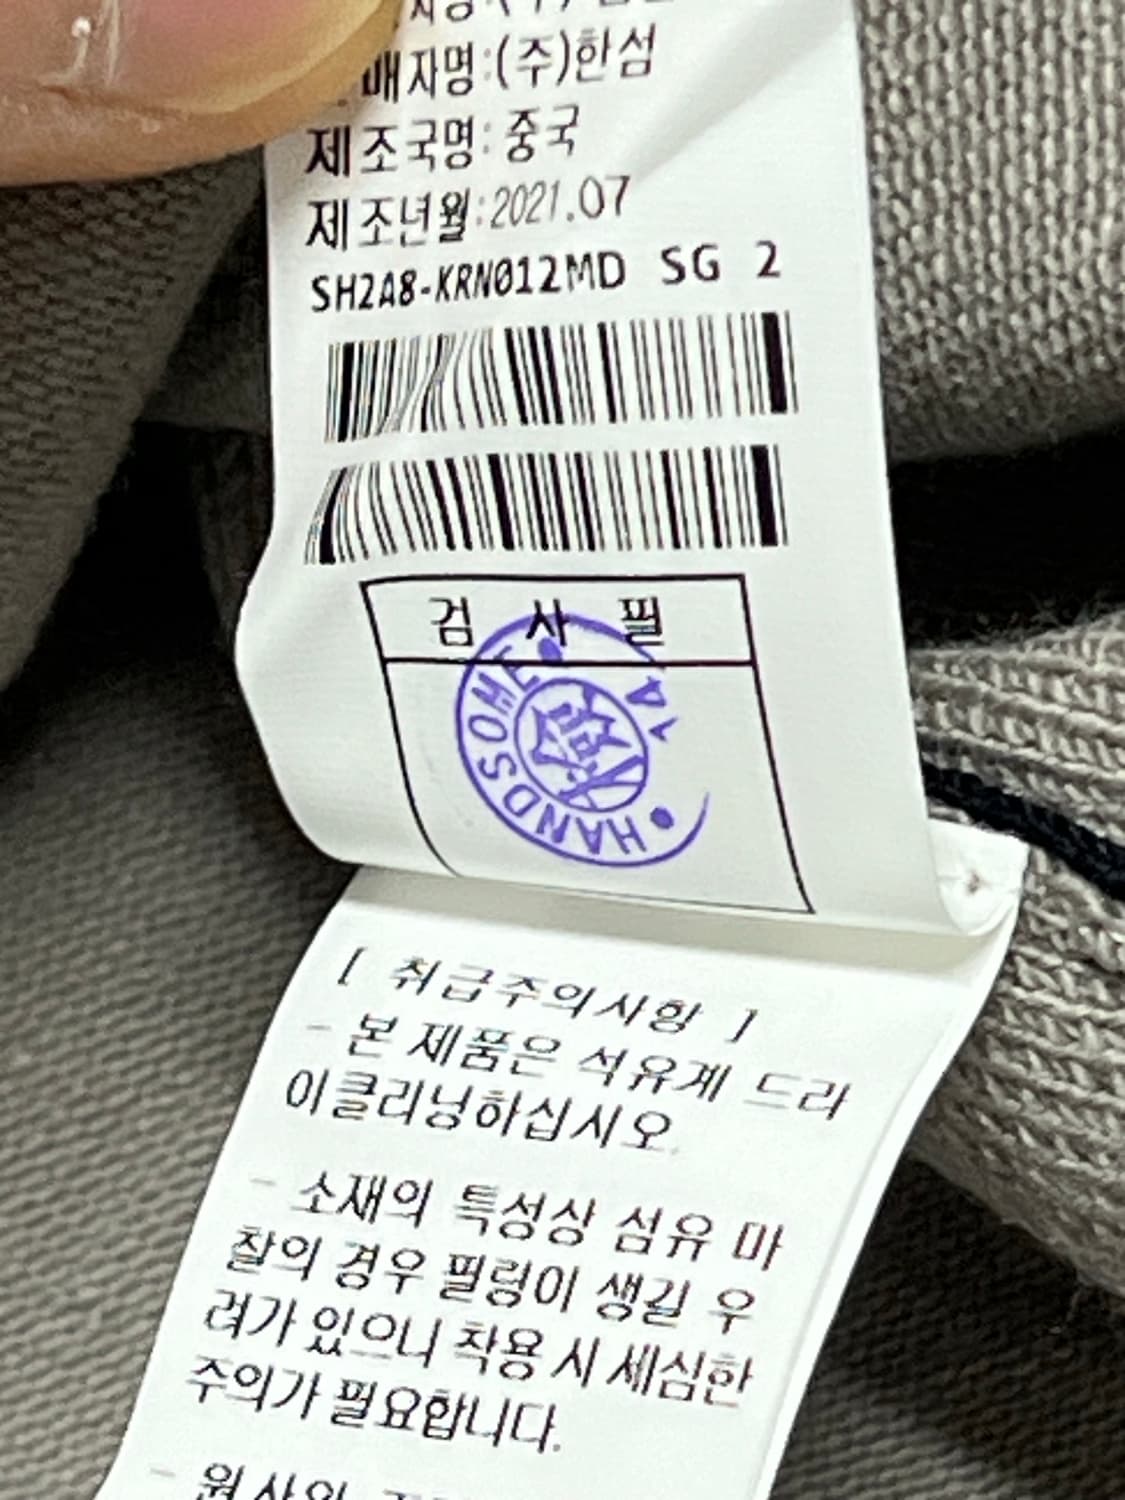 매자명:(주)한섬
제조국명:중국
제조년월:2021.07
SH2A8-KRN012MD SG 2
검 사 필
HANDSOME
14
[ 취급주의사항 ]
- 본 제품은 석유계 드라
이클리닝하십시오.
- 소재의 특성상 섬유 마
찰의 경우 필링이 생길 우
려가 있으니 착용 시 세심한
주의가 필요합니다.